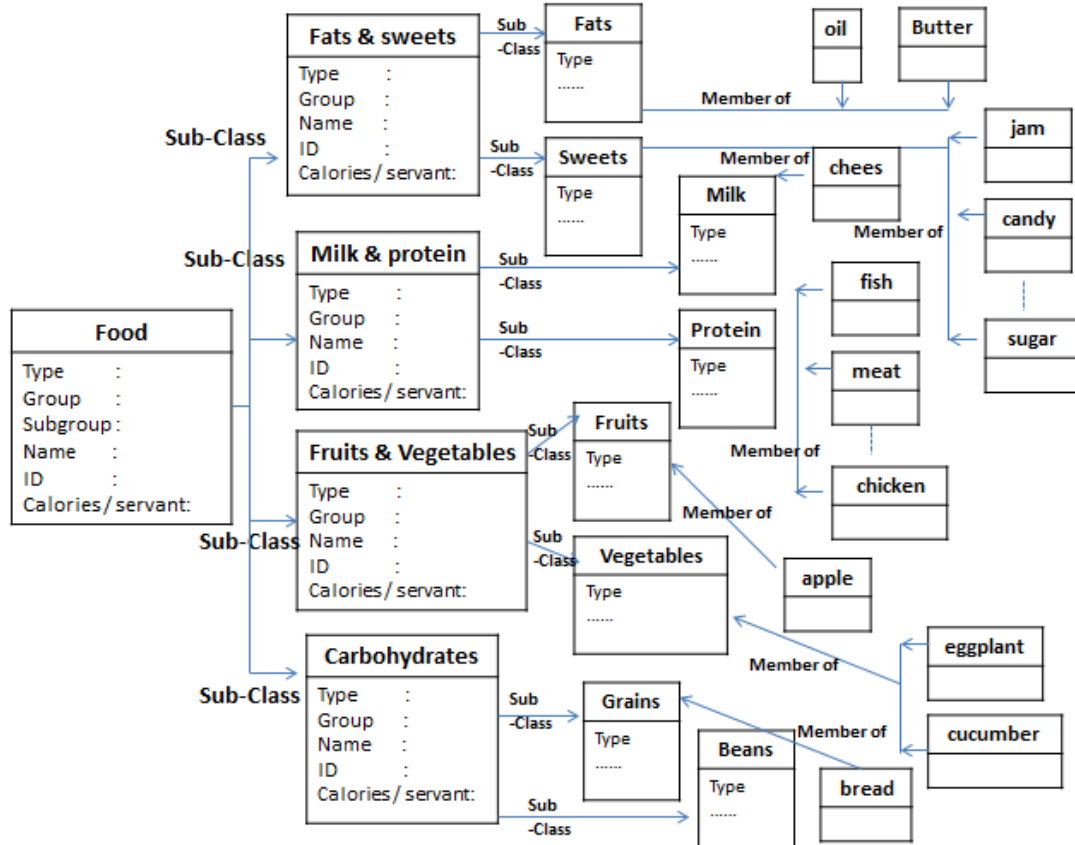 Fats & sweets
Type :
Group :
Name :
ID :
Calories/ servant:
Sub
-Class
Fats
Type
......
oil
Butter
Member of
Sub-Class
Sub
-Class
Sweets
Type
......
Member of
chees
jam
candy
sugar
Member of
Sub-Class
Milk & protein
Type :
Group :
Name :
ID :
Calories/ servant:
Sub
-Class
Milk
Type
......
Sub
-Class
Protein
Type
......
fish
meat
chicken
Member of
Food
Type :
Group :
Subgroup :
Name :
ID :
Calories/ servant:
Sub-Class
Fruits & Vegetables
Type :
Group :
Name :
ID :
Calories/ servant:
Sub
-Class
Fruits
Type
......
Member of
apple
Sub
-Class
Vegetables
Type
......
Member of
eggplant
cucumber
Sub-Class
Carbohydrates
Type :
Group :
Name :
ID :
Calories/ servant:
Sub
-Class
Grains
Type
......
Member of
bread
Sub
-Class
Beans
Type
......